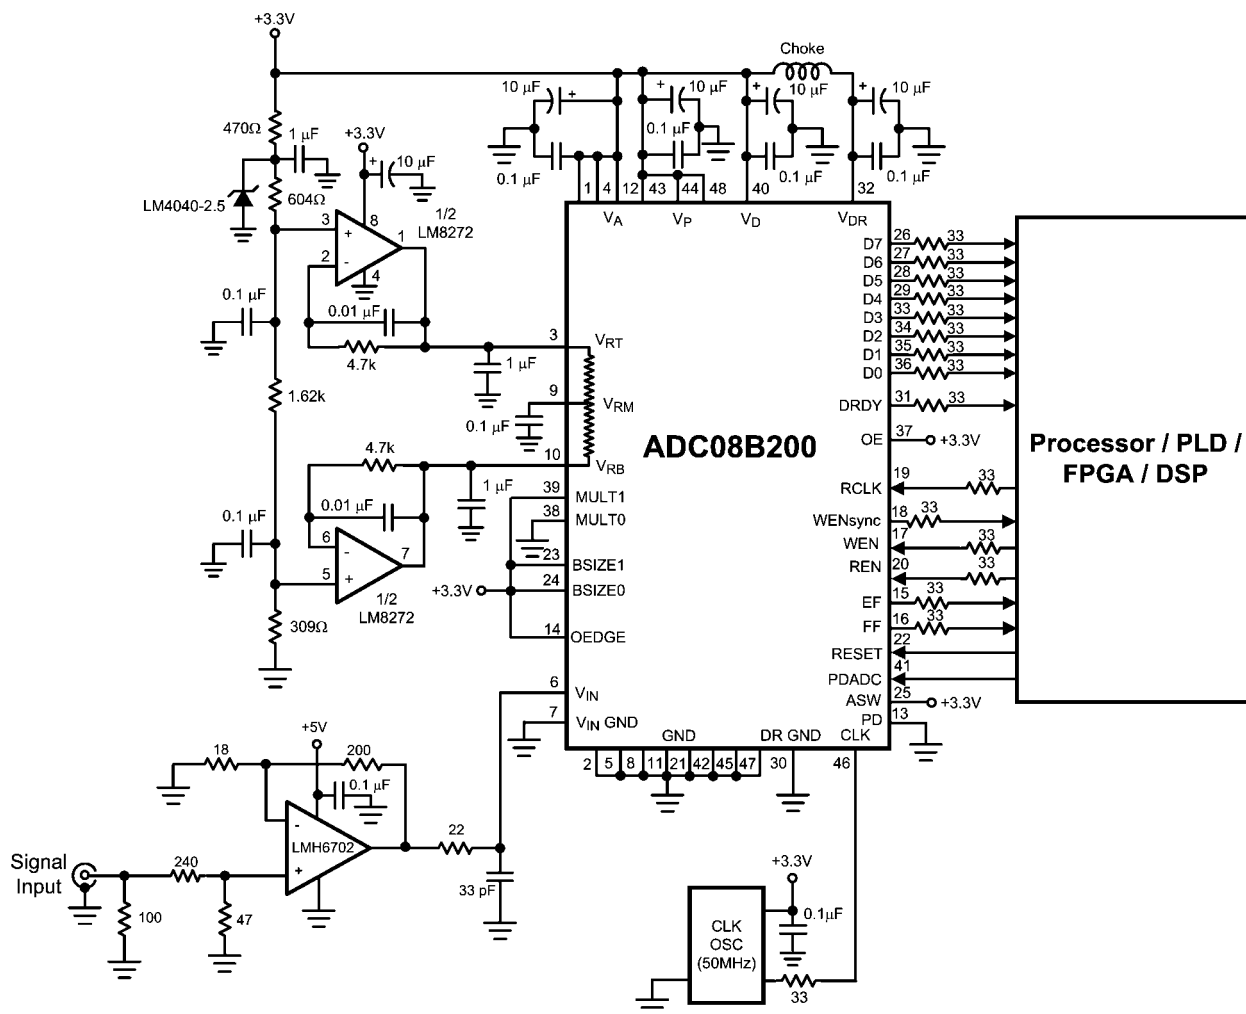 +3.3V
Choke
10 µF
+
+
10 µF
+
10 µF
+
10 µF
470Ω
1 µF
+3.3V
+
10 µF
0.1 µF
0.1 µF
0.1 µF
0.1 µF
LM4040-2.5
604Ω
1/2
LM8272
3
+
8
1
2
-
4
1
4
12
43
44
48
40
32
VA
VP
VD
VDR
0.1 µF
0.01 µF
4.7k
3
VRT
1 µF
1.62k
9
VRM
0.1 µF
4.7k
10
VRB
0.01 µF
1 µF
0.1 µF
6
-
7
5
+
1/2
LM8272
309Ω
39
MULT1
38
MULT0
23
BSIZE1
+3.3V
24
BSIZE0
14
OEDGE
6
VIN
7
VIN GND
ADC08B200
D7
26
33
D6
27
33
D5
28
33
D4
29
33
D3
33
33
D2
34
33
D1
35
33
D0
36
33
DRDY
31
33
OE
37
+3.3V
RCLK
19
33
WENsync
18
33
WEN
17
33
REN
20
33
EF
15
33
FF
16
33
RESET
22
PDADC
41
ASW
25
+3.3V
PD
13
CLK
Processor / PLD /
FPGA / DSP
GND
DR GND
2
5
8
11
21
42
45
47
30
46
+5V
18
200
0.1 µF
-
LMH6702
+
22
33 pF
Signal
Input
240
100
47
+3.3V
0.1µF
CLK
OSC
(50MHz)
33